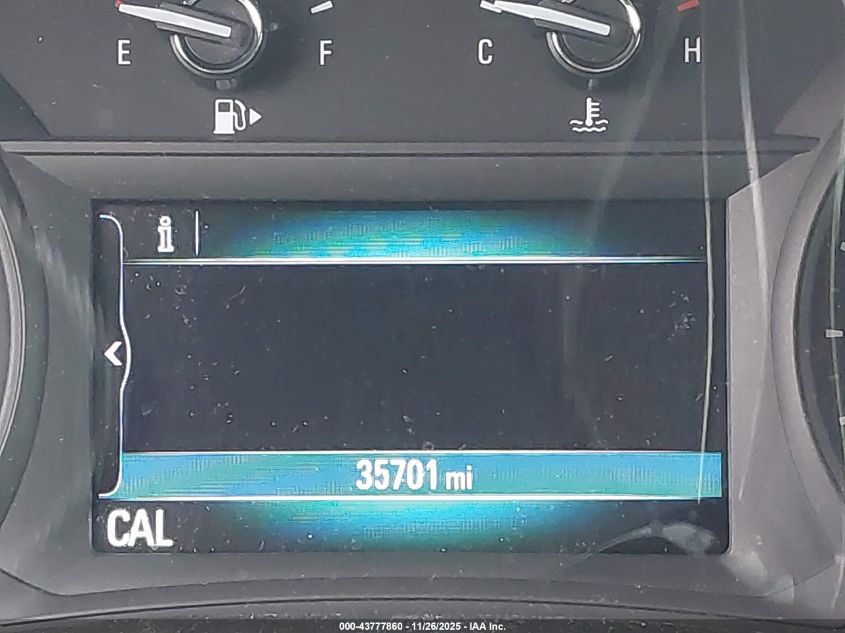 E F C H
i
35701 mi
CAL
000-43777860 - 11/26/2025 - IAA Inc.